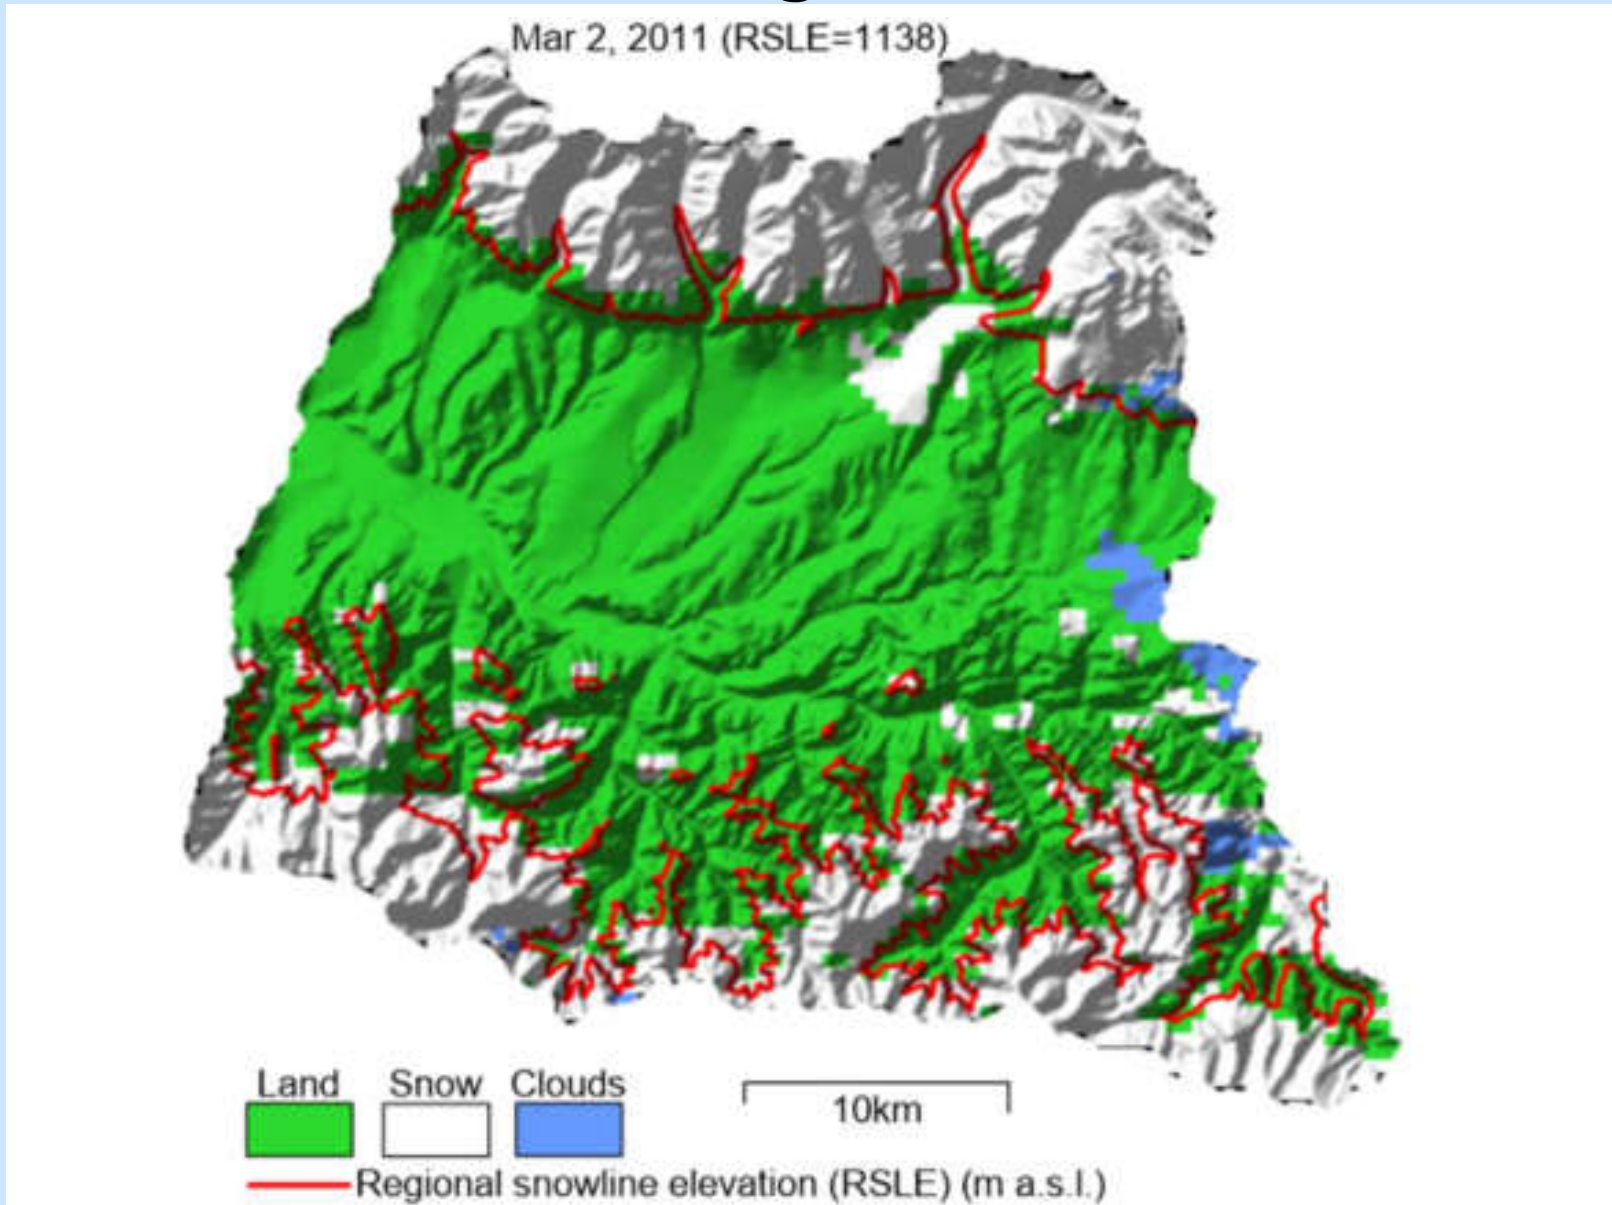 Mar 2, 2011 (RSLE=1138)
Land Snow Clouds
10km
Regional snowline elevation (RSLE) (m a.s.l.)